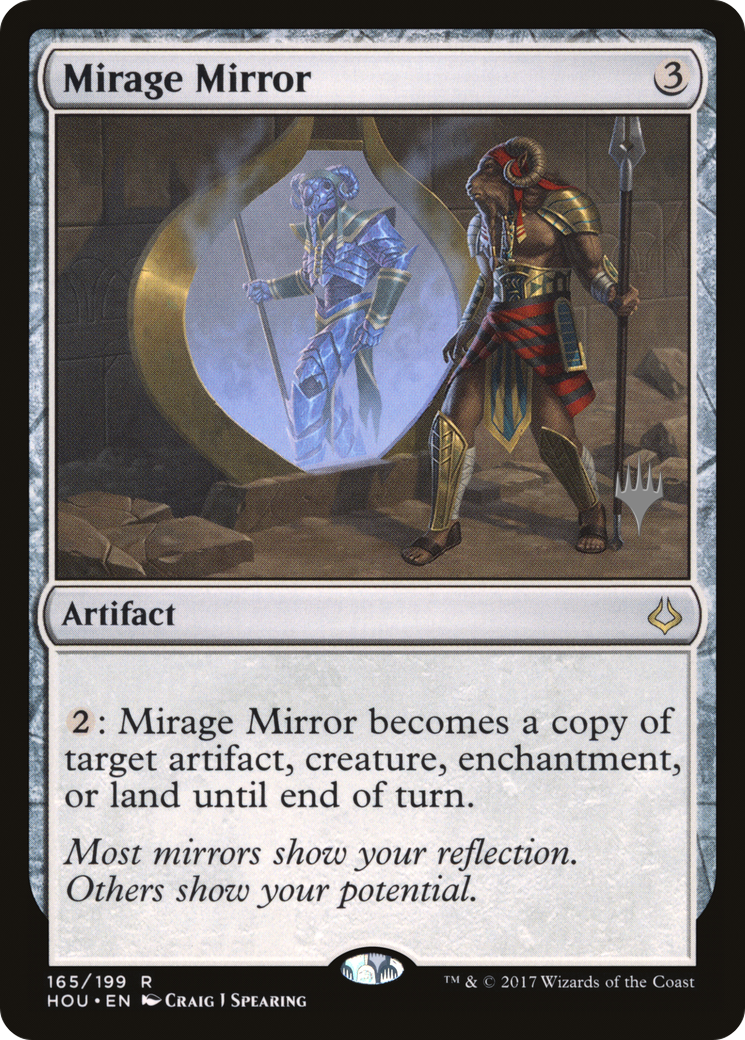 Mirage Mirror 3
Artifact
2: Mirage Mirror becomes a copy of
target artifact, creature, enchantment,
or land until end of turn.
Most mirrors show your reflection.
Others show your potential.
165/199 R
HOU • EN Craig J Spearing
™ & © 2017 Wizards of the Coast